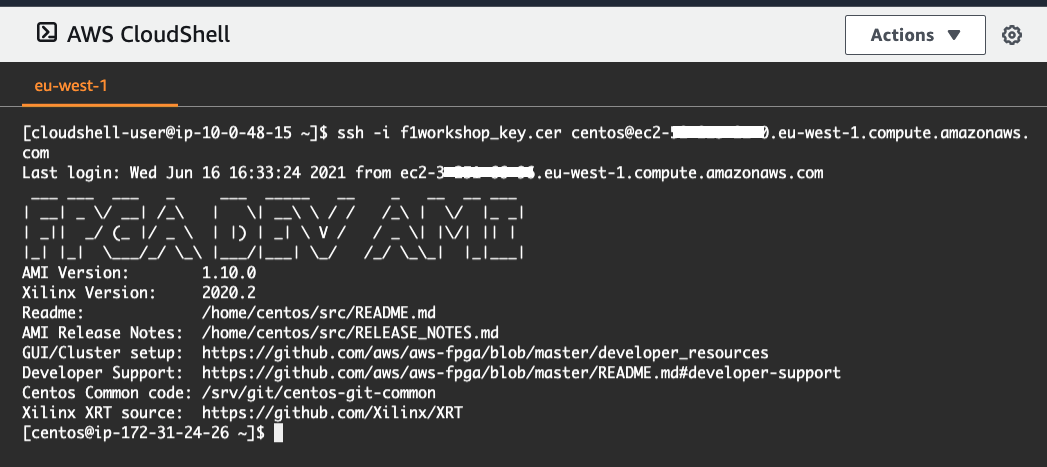 AWS CloudShell
Actions
eu-west-1
[cloudshell-user@ip-10-0-48-15 ~]$ ssh -i f1workshop_key.cer centos@ec2- .eu-west-1.compute.amazonaws.
com
Last login: Wed Jun 16 16:33:24 2021 from ec2-3 .eu-west-1.compute.amazonaws.com
FPGA DEV AMI
AMI Version: 1.10.0
Xilinx Version: 2020.2
Readme: /home/centos/src/README.md
AMI Release Notes: /home/centos/src/RELEASE_NOTES.md
GUI/Cluster setup: https://github.com/aws/aws-fpga/blob/master/developer_resources
Developer Support: https://github.com/aws/aws-fpga/blob/master/README.md#developer-support
Centos Common code: /srv/git/centos-git-common
Xilinx XRT source: https://github.com/Xilinx/XRT
[centos@ip-172-31-24-26 ~]$